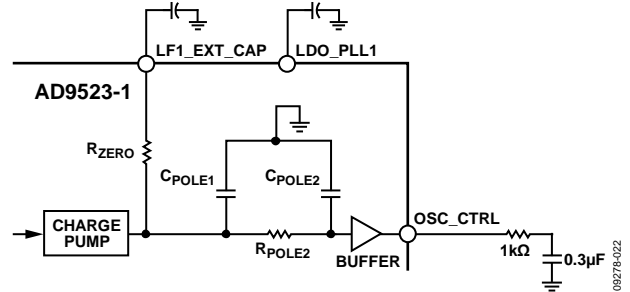 LF1_EXT_CAP
LDO_PLL1
AD9523-1
RZERO
CPOLE1
CPOLE2
CHARGE
PUMP
RPOLE2
BUFFER
OSC_CTRL
1kΩ
0.3µF
09278-022